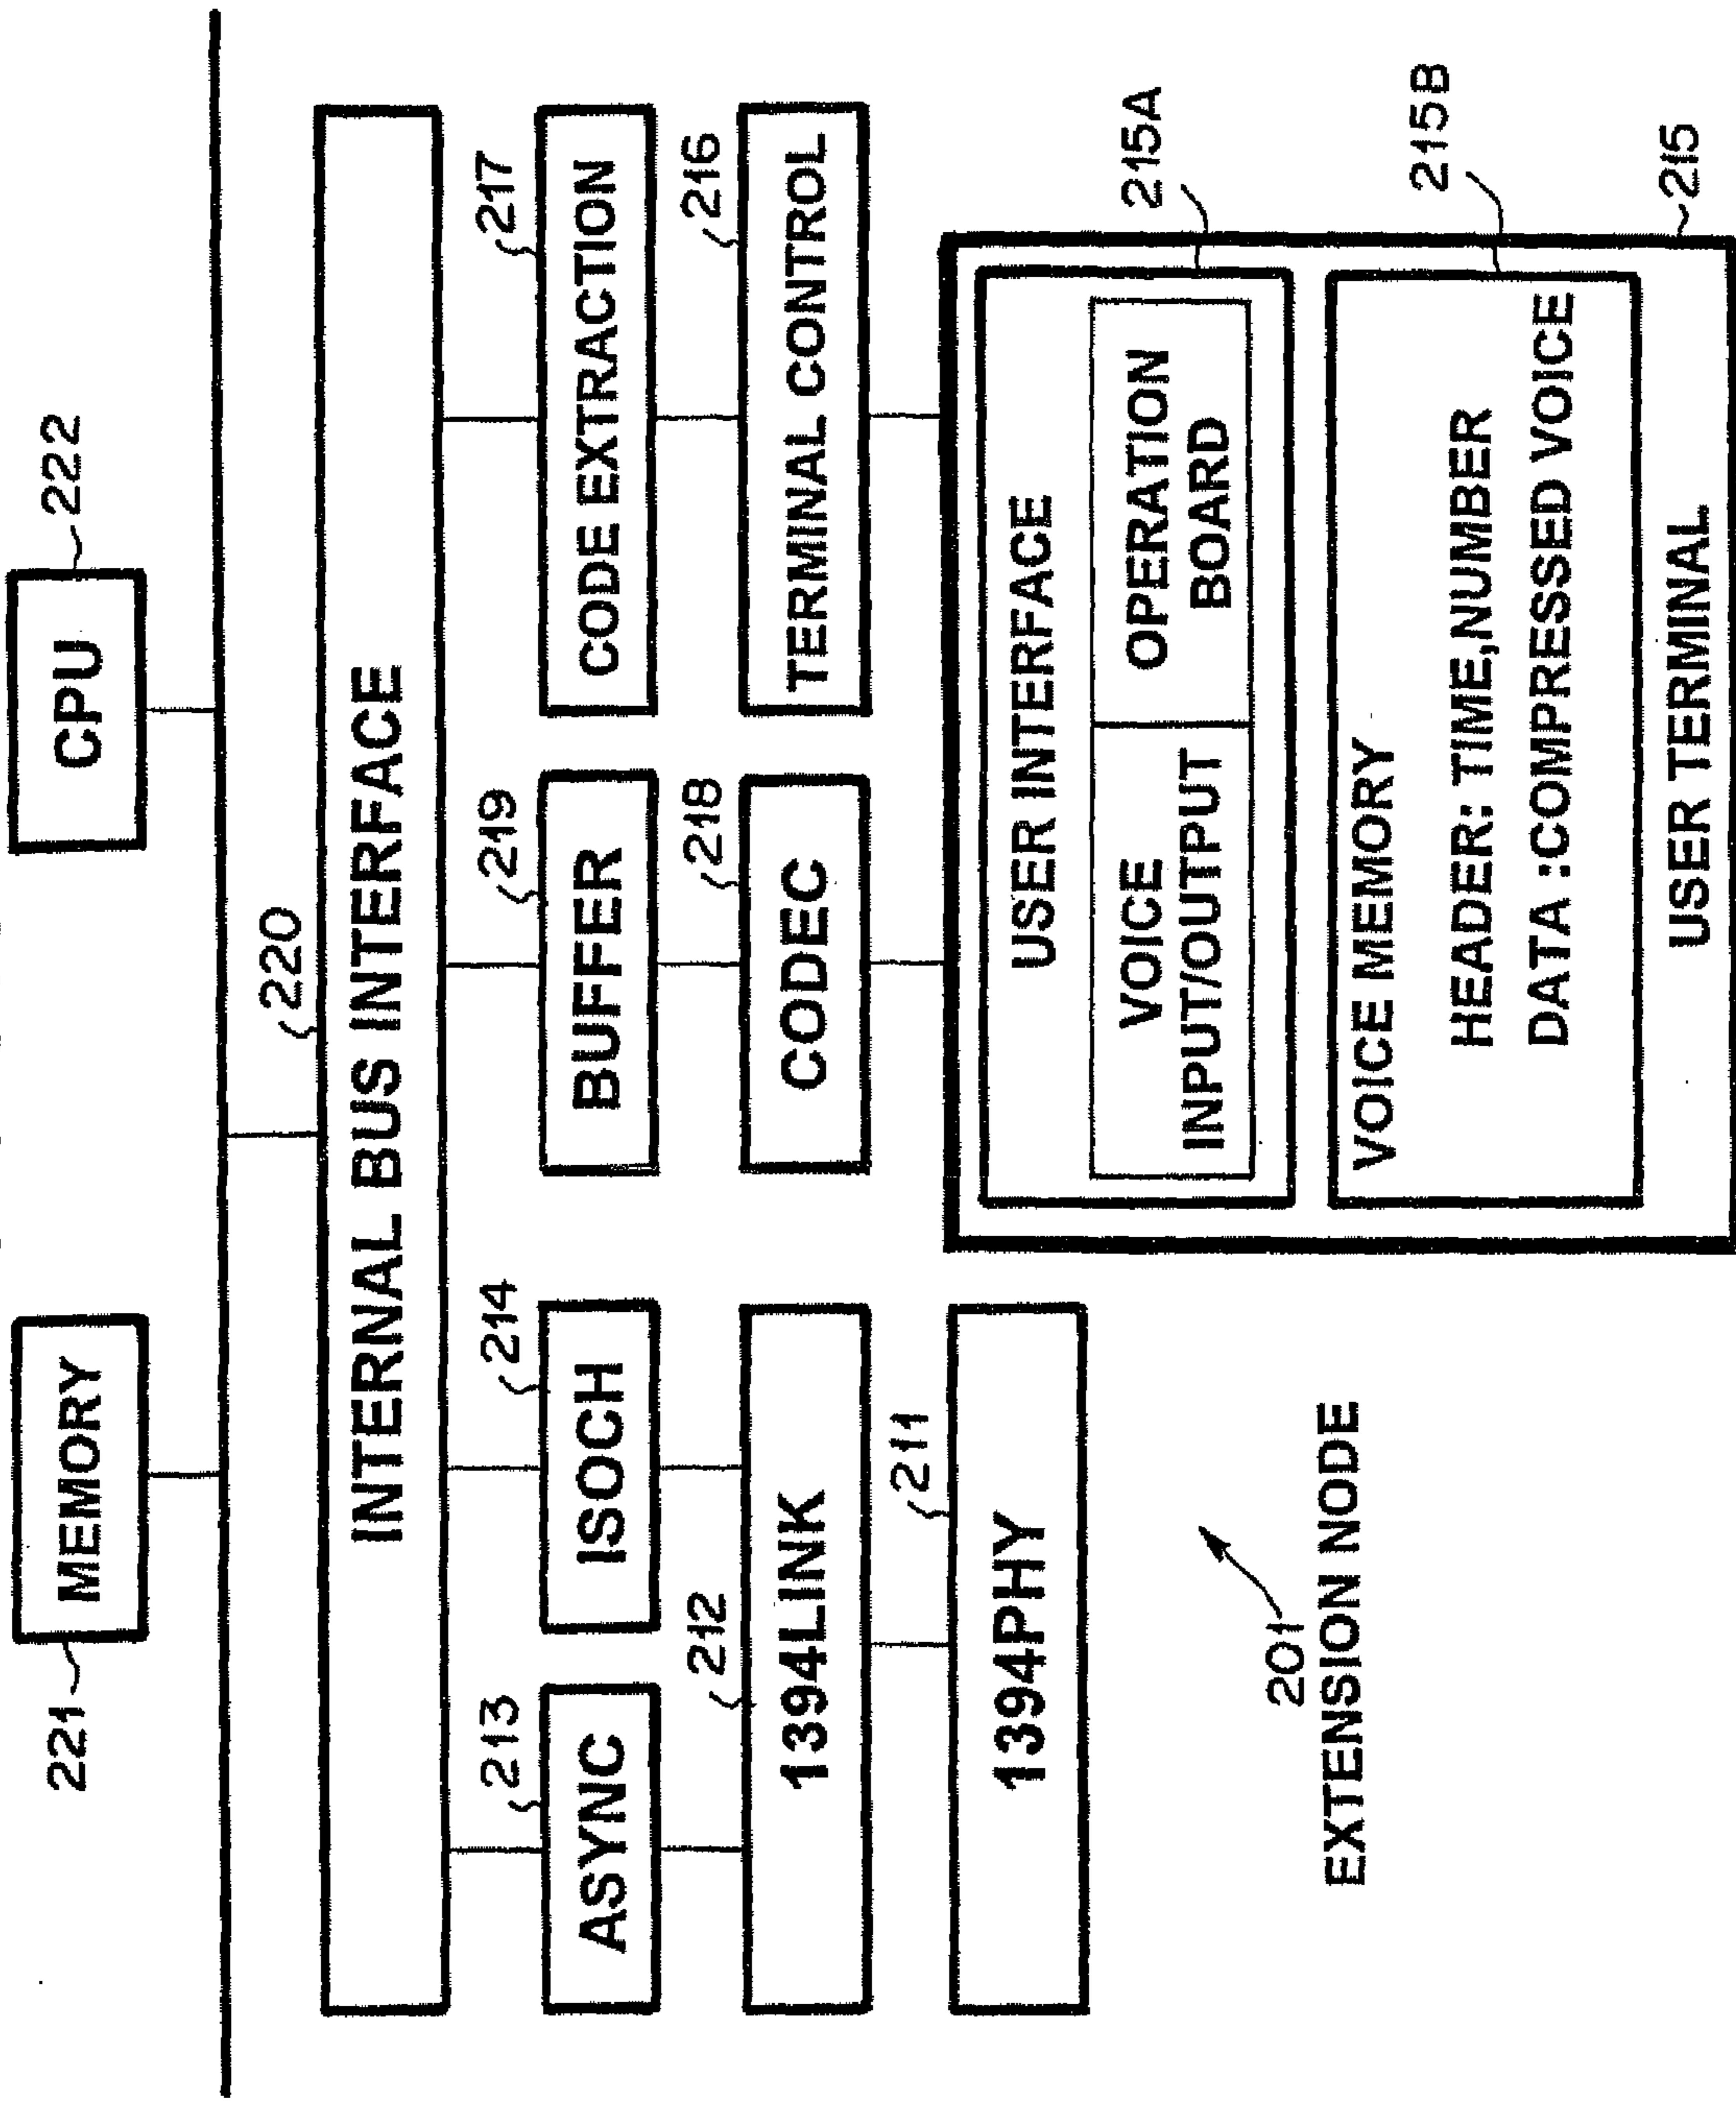 221
MEMORY
CPU
222
220
INTERNAL BUS INTERFACE
213
ASYNC
214
ISOCH
219
BUFFER
217
CODE EXTRACTION
212
1394LINK
218
CODEC
216
TERMINAL CONTROL
211
1394PHY
201
EXTENSION NODE
USER INTERFACE
VOICE
INPUT/OUTPUT
OPERATION
BOARD
215A
VOICE MEMORY
HEADER: TIME,NUMBER
DATA :COMPRESSED VOICE
215B
USER TERMINAL
215